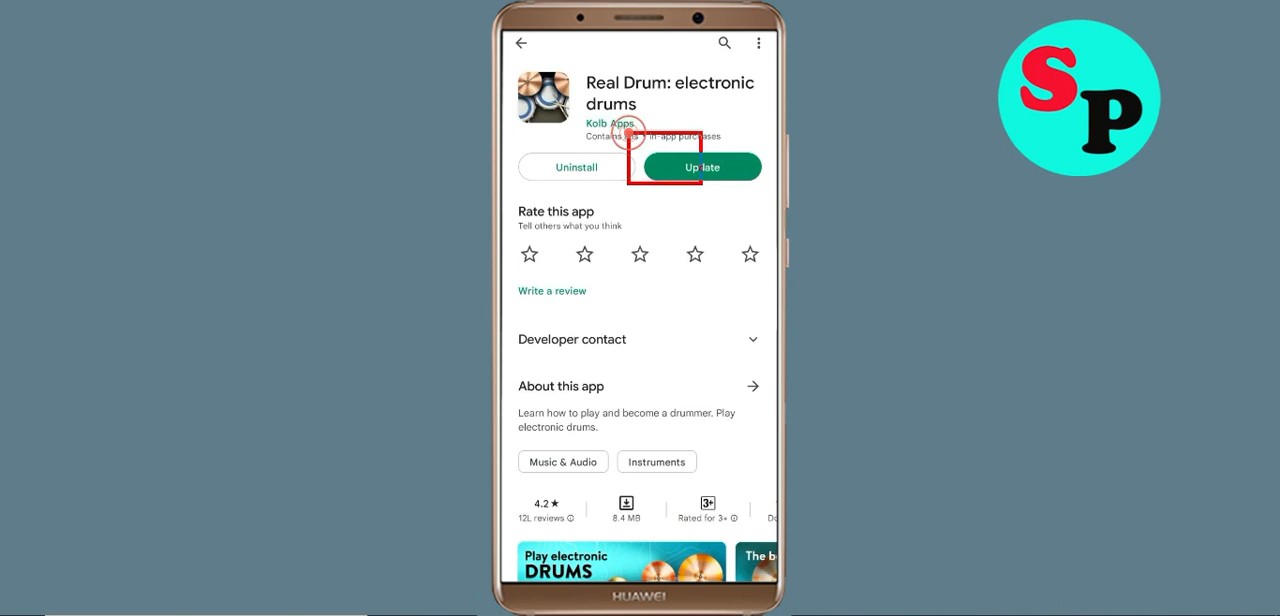 SP
Real Drum: electronic
drums
Kolb Apps
Contains ads • In-app purchases
Uninstall
Update
Rate this app
Tell others what you think
Write a review
Developer contact
About this app
Learn how to play and become a drummer. Play
electronic drums.
Music & Audio
Instruments
4.2★
12L reviews
8.4 MB
3+
Rated for 3+
Do
Play electronic
DRUMS
The b
HUAWEI